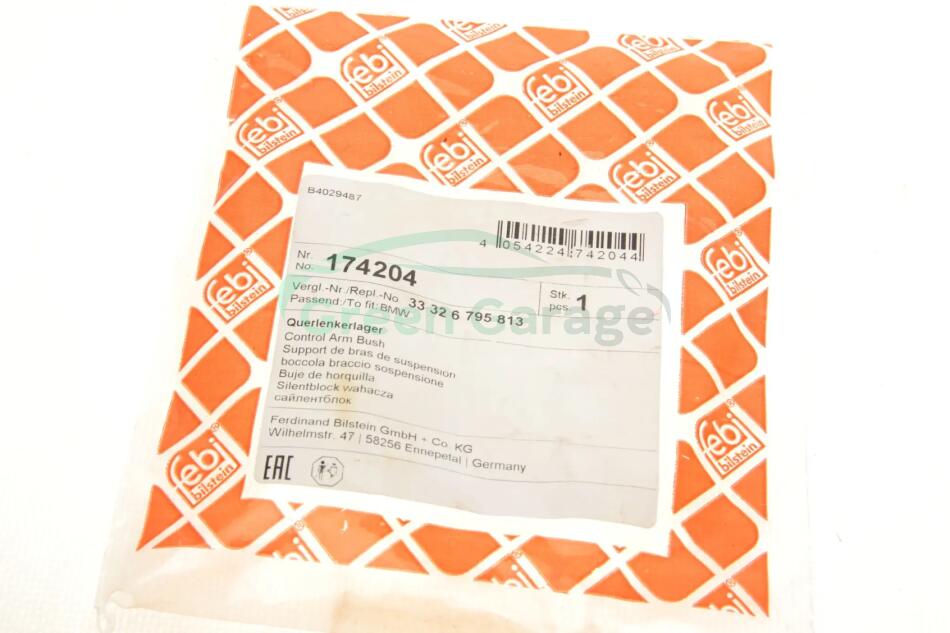 febi
bilstein
B4029487
4 054224 742044
Nr.
No. 174204
Vergl.-Nr./Repl.-No 33 32 6 795 813
Passend:/To fit: BMW
Stk.
pcs. 1
Green Garage
Querlenkerlager
Control Arm Bush
Support de bras de suspension
boccola braccio sospensione
Buje de horquilla
Silentblock wahacza
сайлентблок
Ferdinand Bilstein GmbH + Co. KG
Wilhelmstr. 47 | 58256 Ennepetal | Germany
EAC